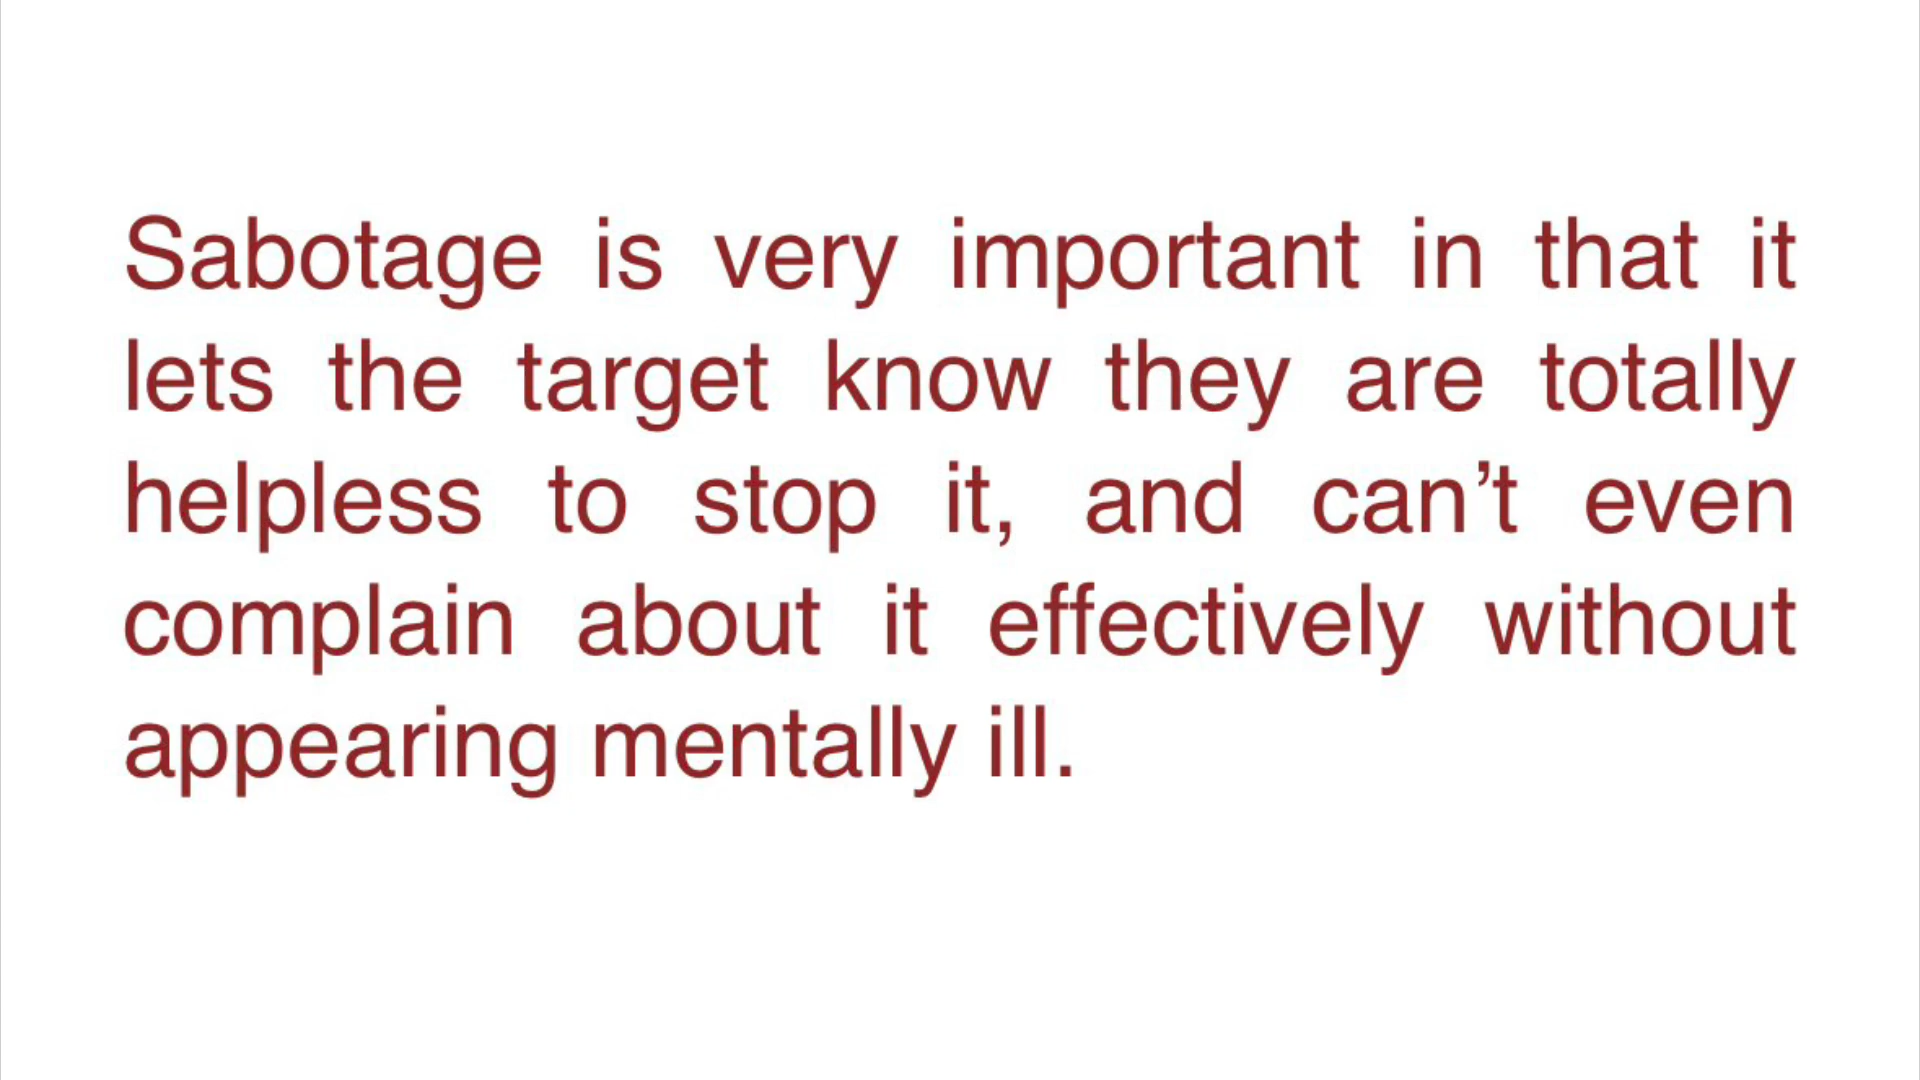 Sabotage is very important in that it
lets the target know they are totally
helpless to stop it, and can’t even
complain about it effectively without
appearing mentally ill.